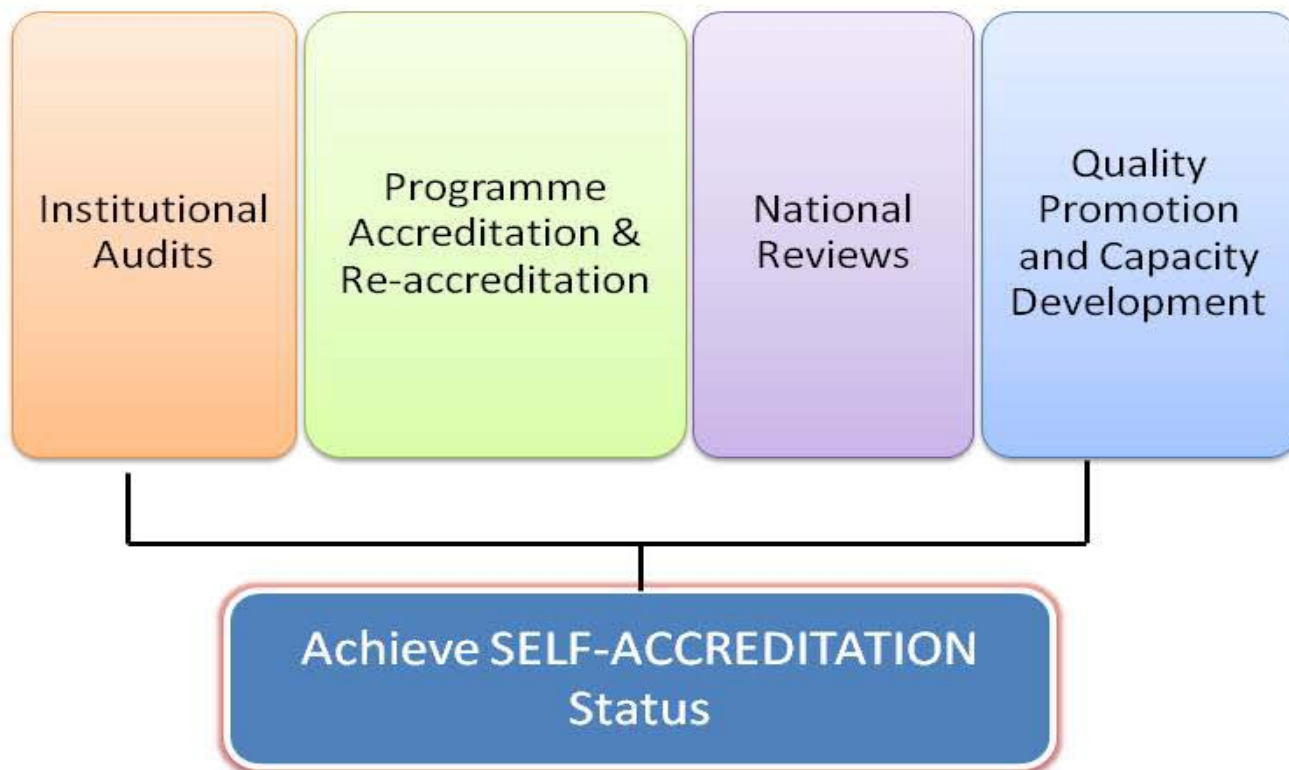 Institutional
Audits
Programme
Accreditation &
Re-accreditation
National
Reviews
Quality
Promotion
and Capacity
Development
Achieve SELF-ACCREDITATION
Status